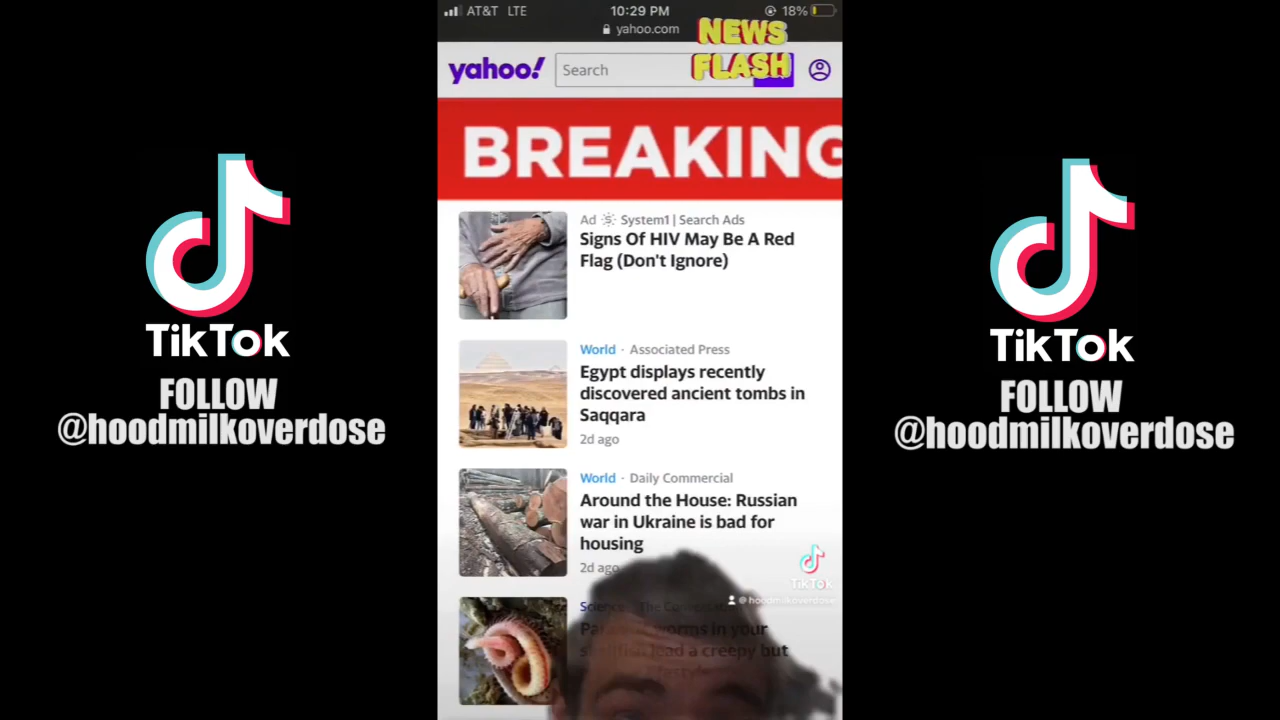 AT&T LTE 10:29 PM 18%
yahoo.com
NEWS
FLASH
yahoo! Search
BREAKING
Ad System1 | Search Ads
Signs Of HIV May Be A Red
Flag (Don't Ignore)
World · Associated Press
Egypt displays recently
discovered ancient tombs in
Saqqara
2d ago
World · Daily Commercial
Around the House: Russian
war in Ukraine is bad for
housing
2d ago
Science The
worms in your
lead a creepy but
TikTok
@hoodmilkoverdose
TikTok
FOLLOW
@hoodmilkoverdose
TikTok
FOLLOW
@hoodmilkoverdose